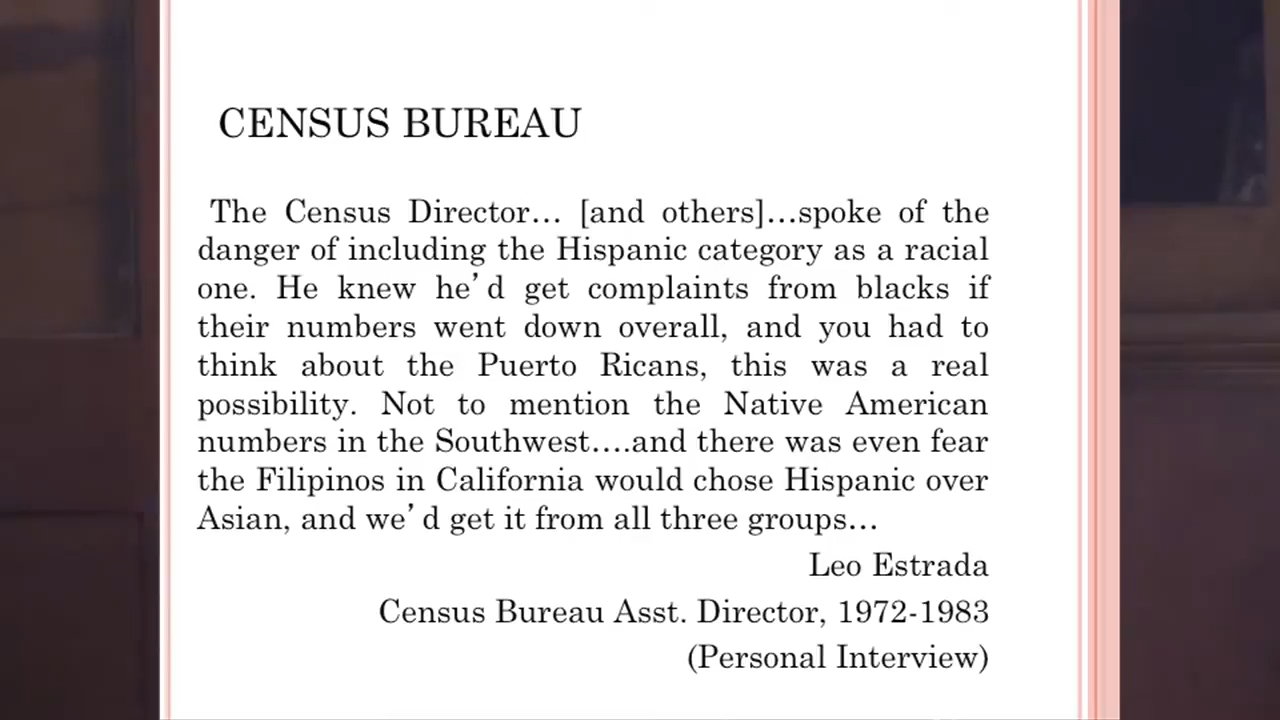 CENSUS BUREAU
The Census Director… [and others]…spoke of the
danger of including the Hispanic category as a racial
one. He knew he’d get complaints from blacks if
their numbers went down overall, and you had to
think about the Puerto Ricans, this was a real
possibility. Not to mention the Native American
numbers in the Southwest….and there was even fear
the Filipinos in California would chose Hispanic over
Asian, and we’d get it from all three groups…
Leo Estrada
Census Bureau Asst. Director, 1972-1983
(Personal Interview)